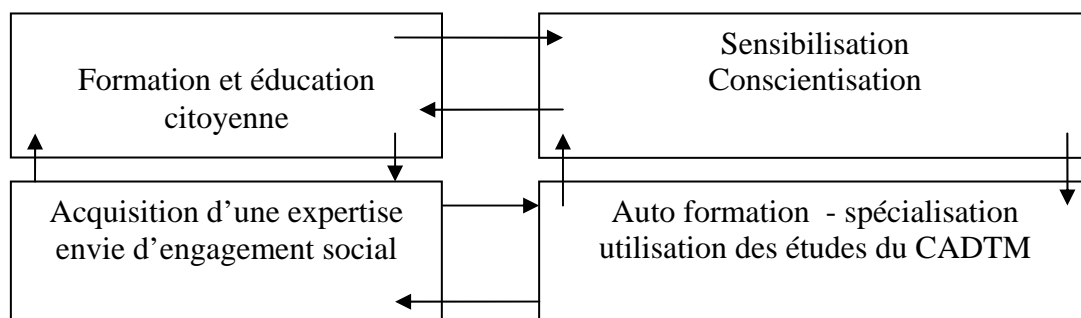 Formation et éducation
citoyenne
Sensibilisation
Conscientisation
Acquisition d’une expertise
envie d’engagement social
Auto formation - spécialisation
utilisation des études du CADTM